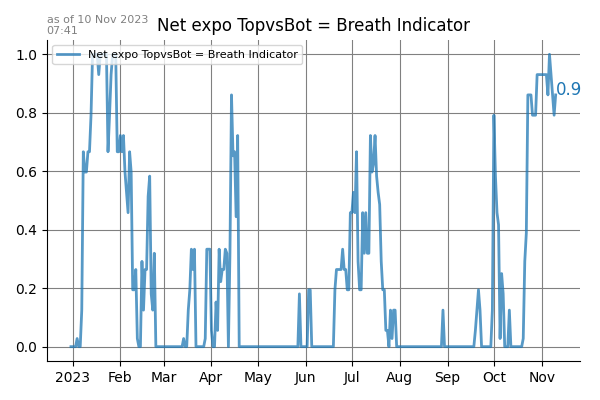 as of 10 Nov 2023
07:41
Net expo TopvsBot = Breath Indicator
Net expo TopvsBot = Breath Indicator
1.0
0.9
0.8
0.6
0.4
0.2
0.0
2023 Feb Mar Apr May Jun Jul Aug Sep Oct Nov